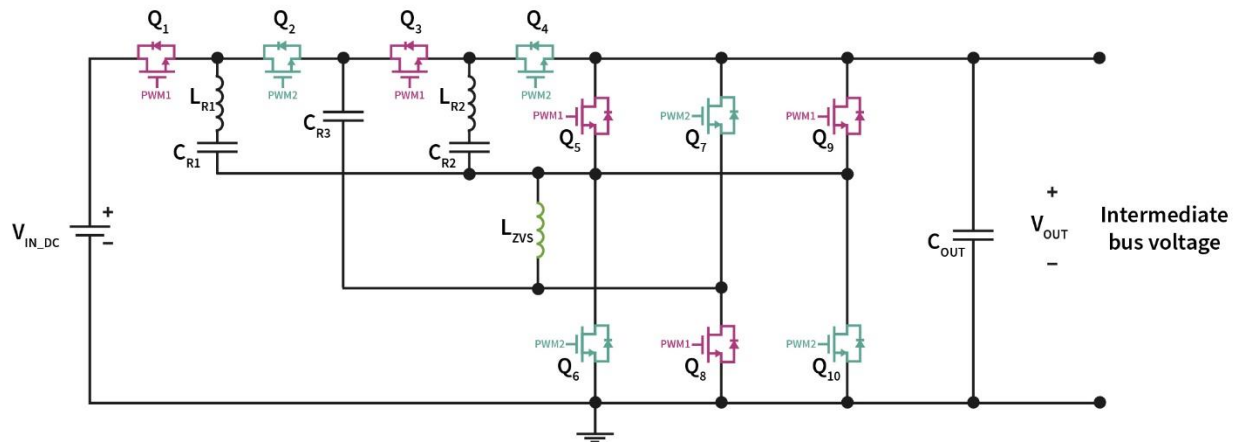 Q1
Q2
Q3
Q4
PWM1
PWM2
PWM1
PWM2
LR1
CR3
LR2
PWM1
PWM2
PWM1
Q5
Q7
Q9
CR1
CR2
VIN_DC
+
−
LZVS
COUT
+
VOUT
−
Intermediate
bus voltage
PWM2
PWM1
PWM2
Q6
Q8
Q10